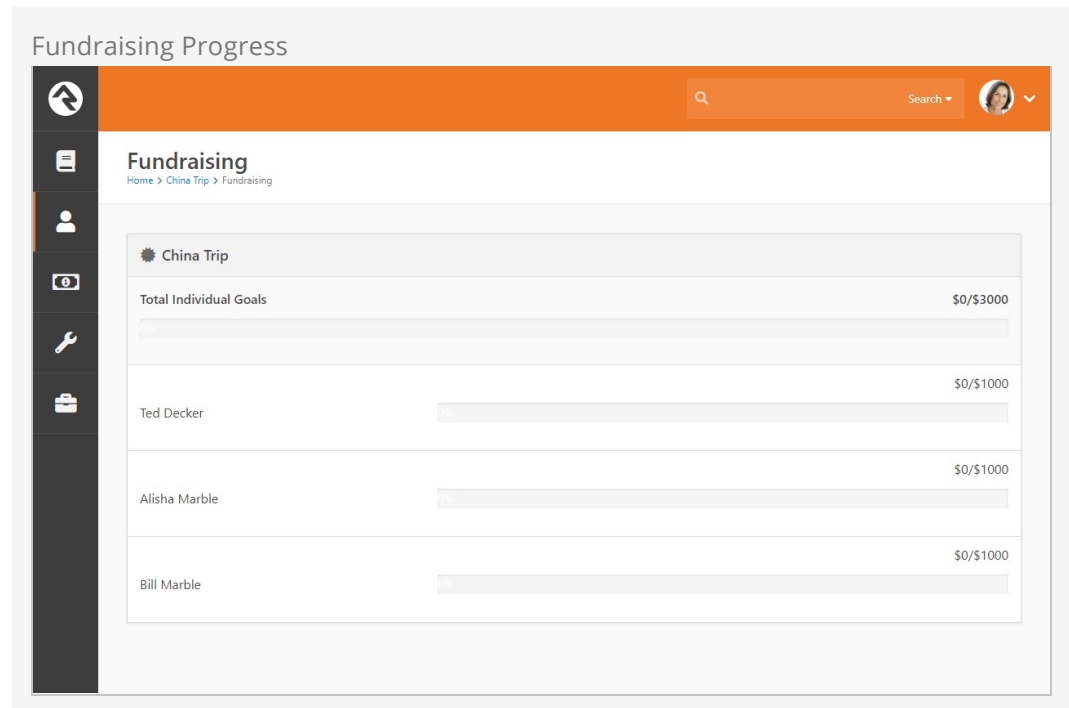 Fundraising Progress
Search
Fundraising
Home > China Trip > Fundraising
China Trip
Total Individual Goals $0/$3000
0%
$0/$1000
Ted Decker 0%
$0/$1000
Alisha Marble 0%
$0/$1000
Bill Marble 0%